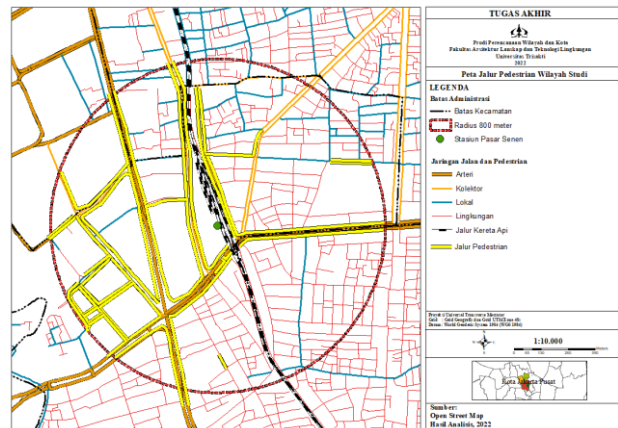 TUGAS AKHIR
Prodi Perencanaan Wilayah dan Kota
Fakultas Arsitektur Lanskap dan Teknologi Lingkungan
Universitas Trisakti
2022
Peta Jalur Pedestrian Wilayah Studi
LEGENDA
Batas Administrasi
Batas Kecamatan
Radius 800 meter
Stasiun Pasar Senen
Jaringan Jalan dan Pedestrian
Arteri
Kolektor
Lokal
Lingkungan
Jalur Kereta Api
Jalur Pedestrian
1:10.000
Kota Jakarta Pusat
Sumber:
Open Street Map
Hasil Analisis, 2022